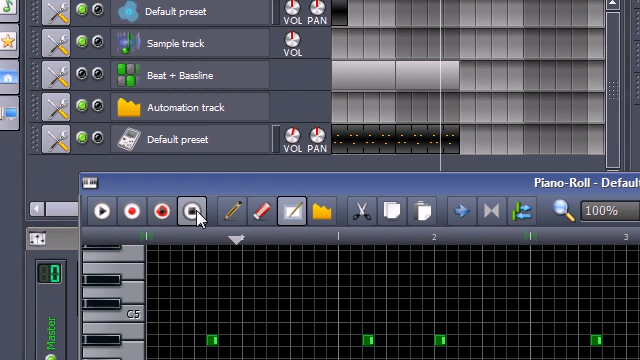 Default preset
VOL PAN
Sample track
VOL
Beat + Bassline
Automation track
Default preset
VOL PAN
Piano-Roll - Default
100%
2
3
C5
0
Master